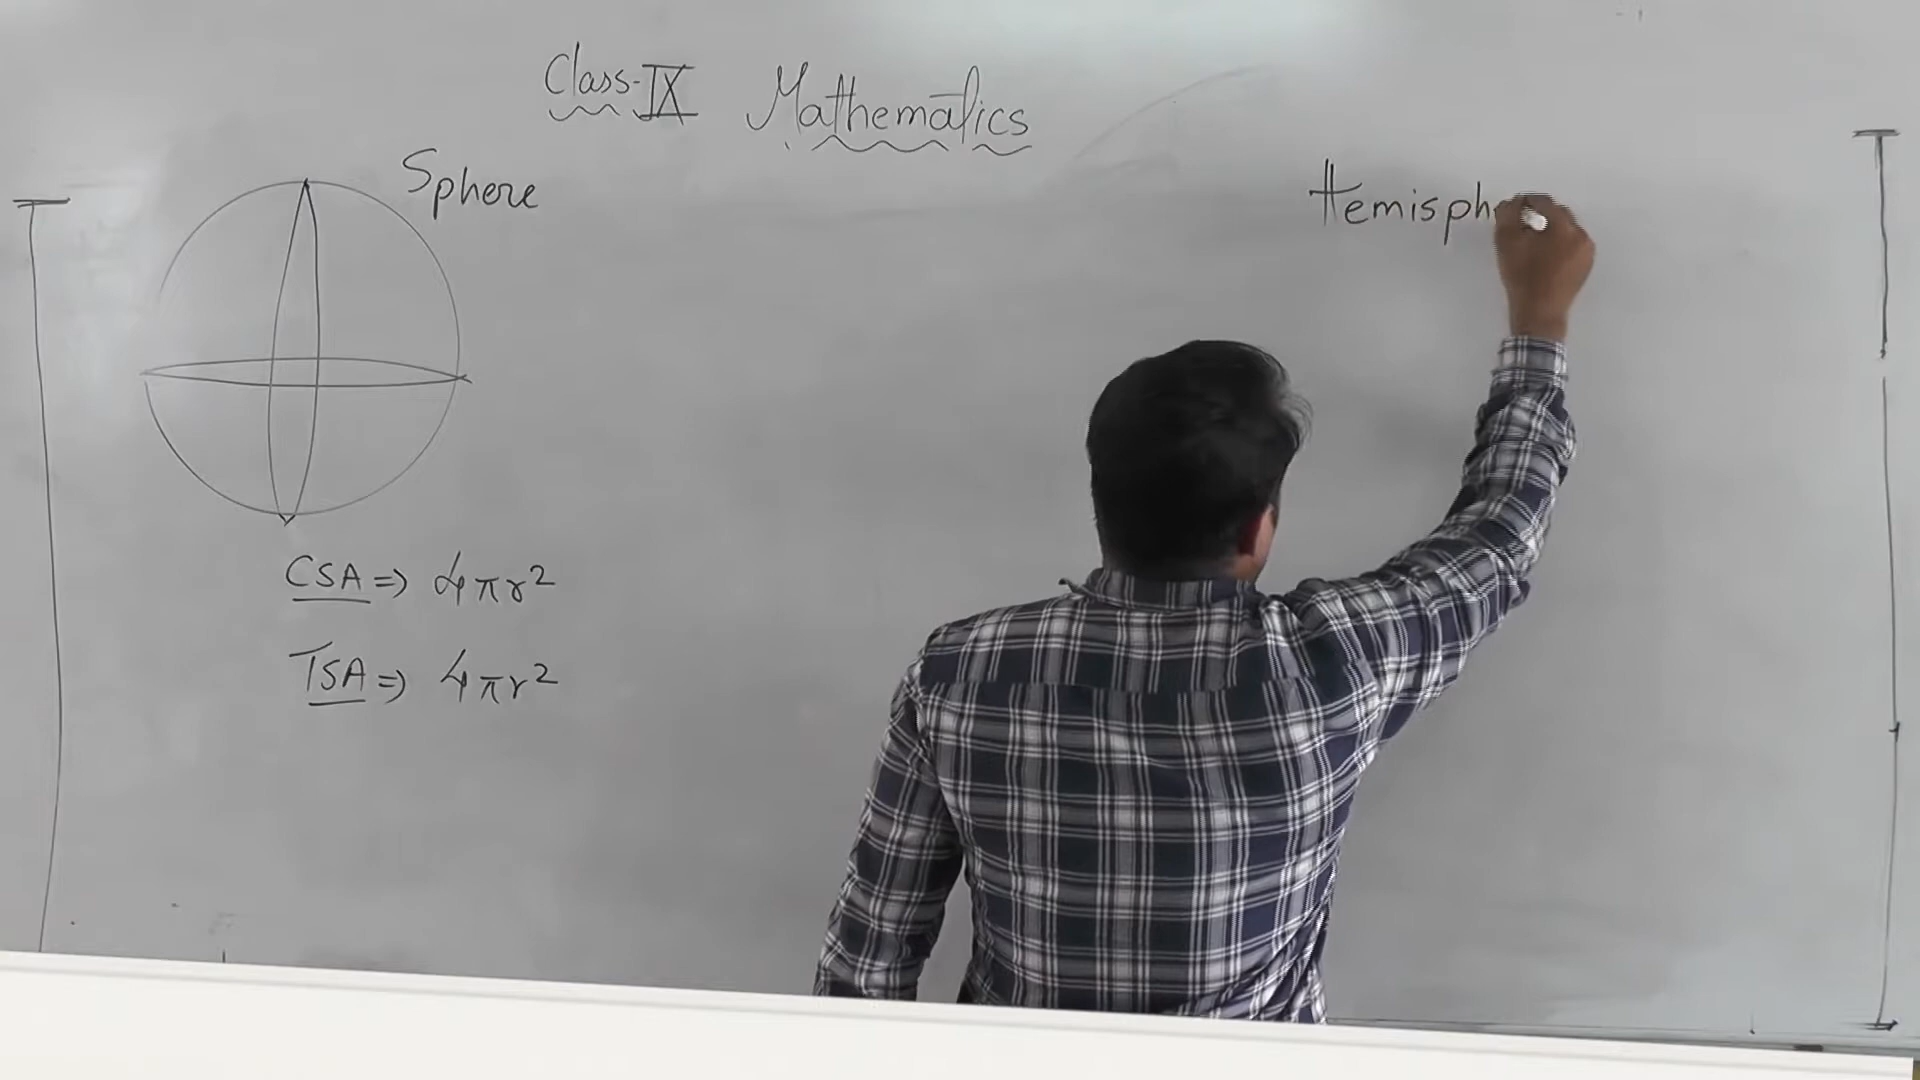 Class-IX Mathematics
Sphere
Hemisph
CSA => 4πr²
TSA => 4πr²